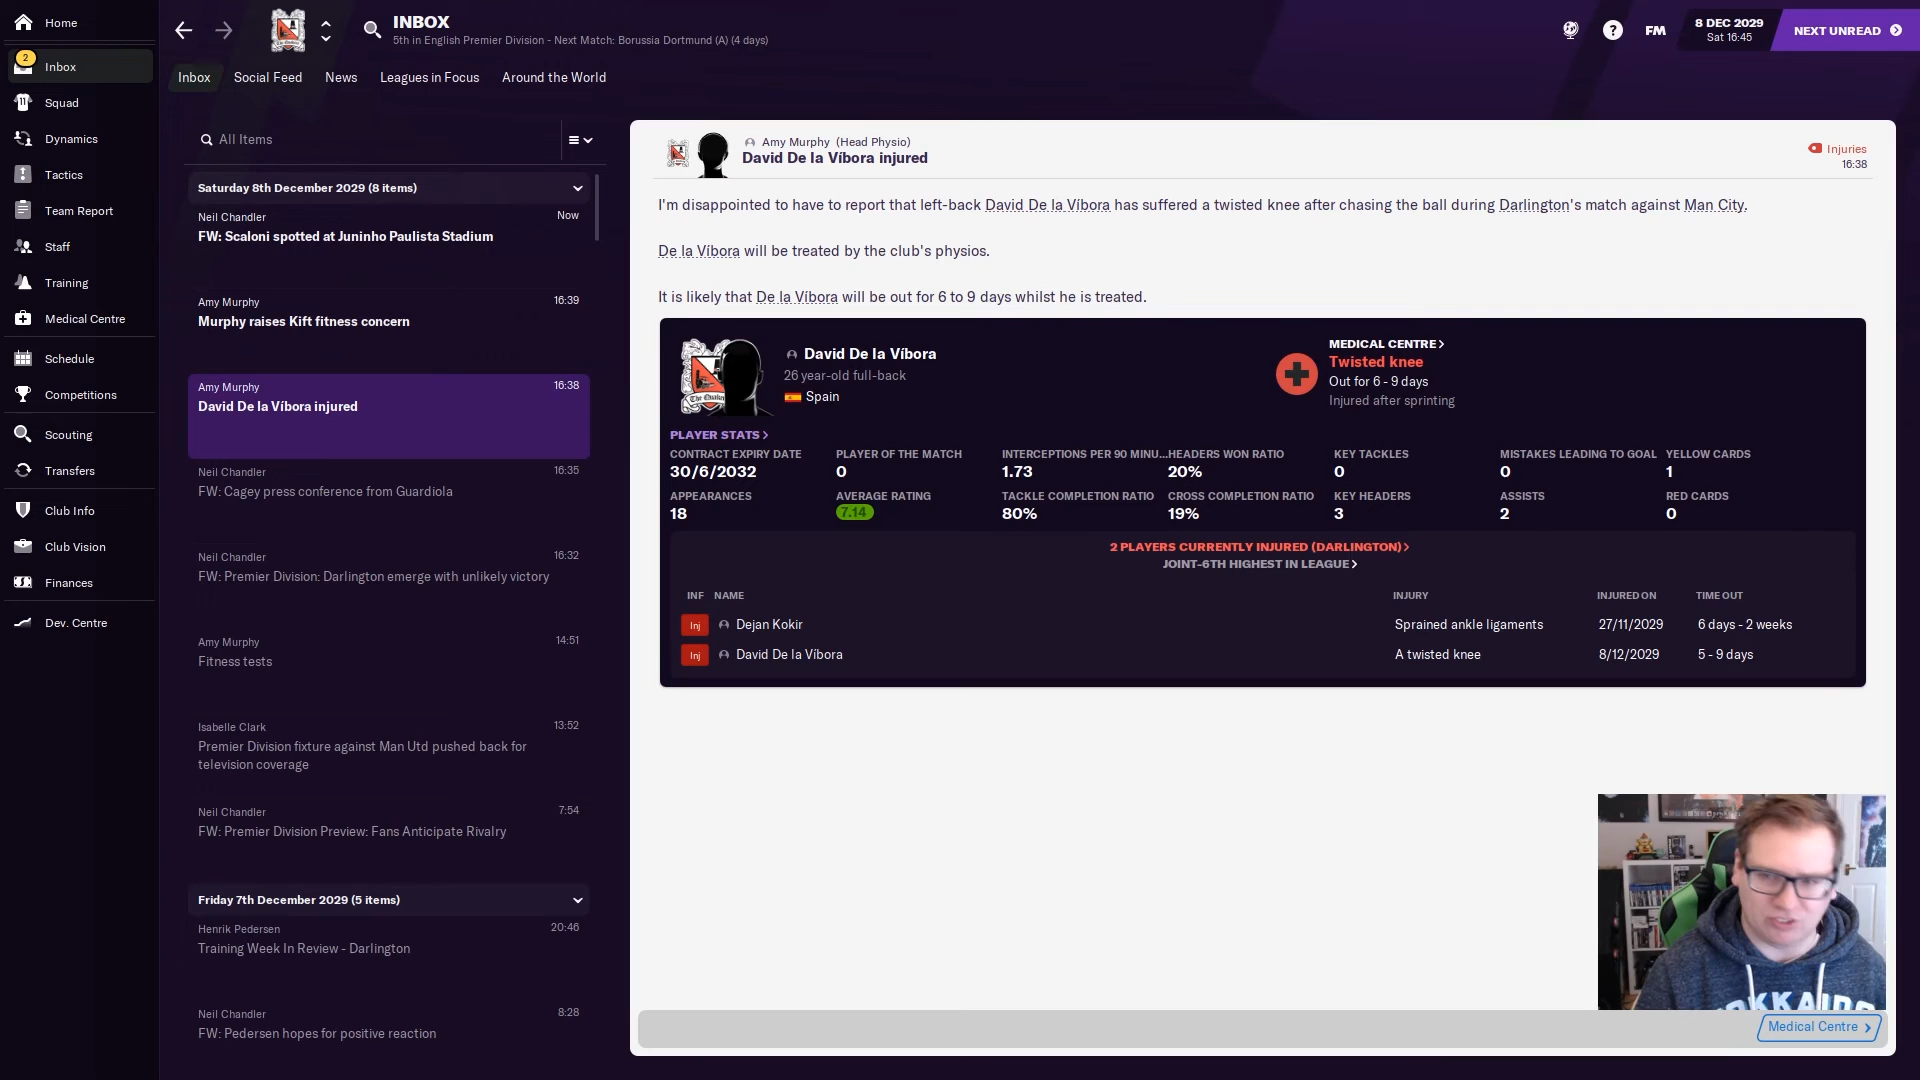 Home
2
Inbox
Squad
Dynamics
Tactics
Team Report
Staff
Training
Medical Centre
Schedule
Competitions
Scouting
Transfers
Club Info
Club Vision
Finances
Dev. Centre
INBOX
5th in English Premier Division - Next Match: Borussia Dortmund (A) (4 days)
FM
8 DEC 2029
Sat 16:45
NEXT UNREAD
Inbox Social Feed News Leagues in Focus Around the World
All Items
Saturday 8th December 2029 (8 items)
Neil Chandler Now
FW: Scaloni spotted at Juninho Paulista Stadium
Amy Murphy 16:39
Murphy raises Kift fitness concern
Amy Murphy 16:38
David De la Víbora injured
Neil Chandler 16:35
FW: Cagey press conference from Guardiola
Neil Chandler 16:32
FW: Premier Division: Darlington emerge with unlikely victory
Amy Murphy 14:51
Fitness tests
Isabelle Clark 13:52
Premier Division fixture against Man Utd pushed back for
television coverage
Neil Chandler 7:54
FW: Premier Division Preview: Fans Anticipate Rivalry
Friday 7th December 2029 (5 items)
Henrik Pedersen 20:46
Training Week In Review - Darlington
Neil Chandler 8:28
FW: Pedersen hopes for positive reaction
Amy Murphy (Head Physio)
David De la Víbora injured
Injuries
16:38
I'm disappointed to have to report that left-back David De la Víbora has suffered a twisted knee after chasing the ball during Darlington's match against Man City.
De la Víbora will be treated by the club's physios.
It is likely that De la Víbora will be out for 6 to 9 days whilst he is treated.
David De la Víbora
26 year-old full-back
Spain
MEDICAL CENTRE
Twisted knee
Out for 6 - 9 days
Injured after sprinting
PLAYER STATS
CONTRACT EXPIRY DATE PLAYER OF THE MATCH INTERCEPTIONS PER 90 MINU... HEADERS WON RATIO KEY TACKLES MISTAKES LEADING TO GOAL YELLOW CARDS
30/6/2032 0 1.73 20% 0 0 1
APPEARANCES AVERAGE RATING TACKLE COMPLETION RATIO CROSS COMPLETION RATIO KEY HEADERS ASSISTS RED CARDS
18 7.14 80% 19% 3 2 0
2 PLAYERS CURRENTLY INJURED (DARLINGTON)
JOINT-6TH HIGHEST IN LEAGUE
INF NAME INJURY INJURED ON TIME OUT
Inj Dejan Kokir Sprained ankle ligaments 27/11/2029 6 days - 2 weeks
Inj David De la Víbora A twisted knee 8/12/2029 5 - 9 days
Medical Centre